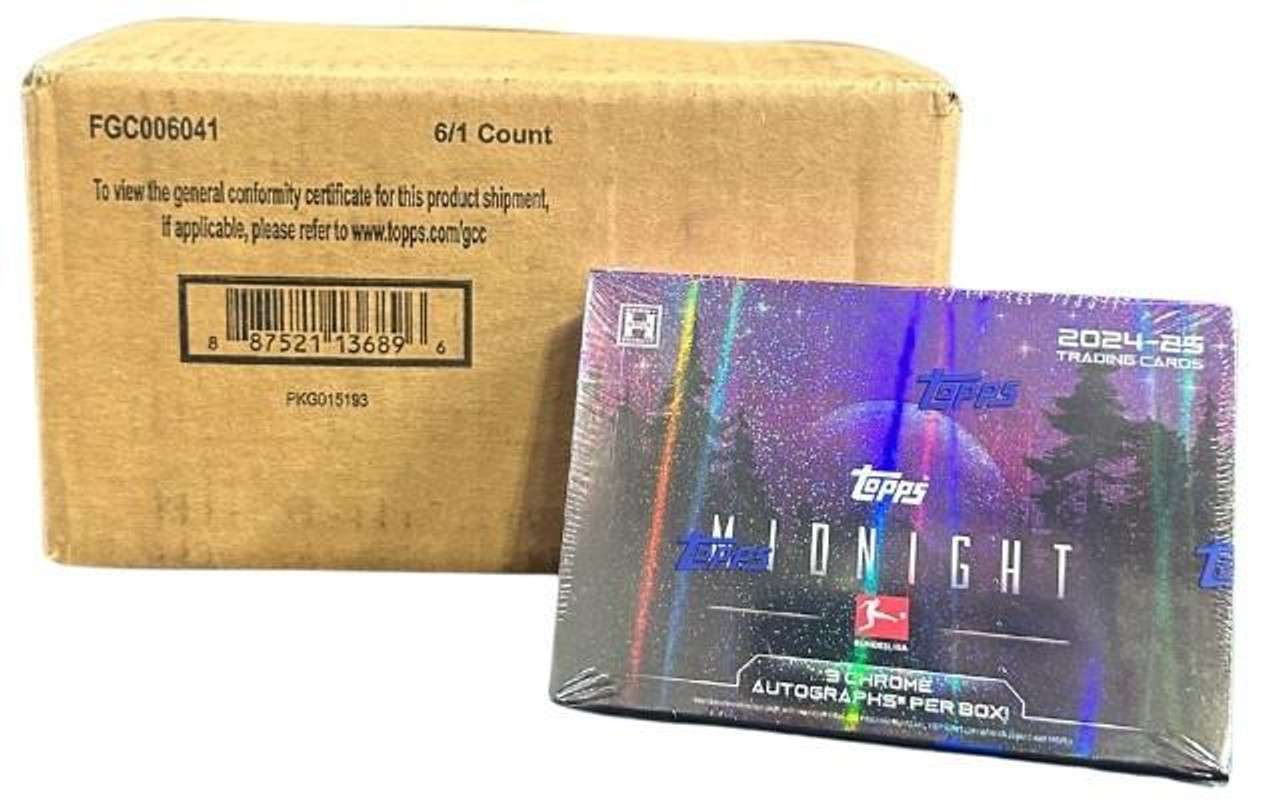 FGC006041
6/1 Count
To view the general conformity certificate for this product shipment,
if applicable, please refer to www.topps.com/gcc
8 87521 13689 6
PKG015193
H
2024-25
TRADING CARDS
Topps
Topps
MIDNIGHT
Topps
BUNDESLIGA
3 CHROME
AUTOGRAPHS* PER BOX!